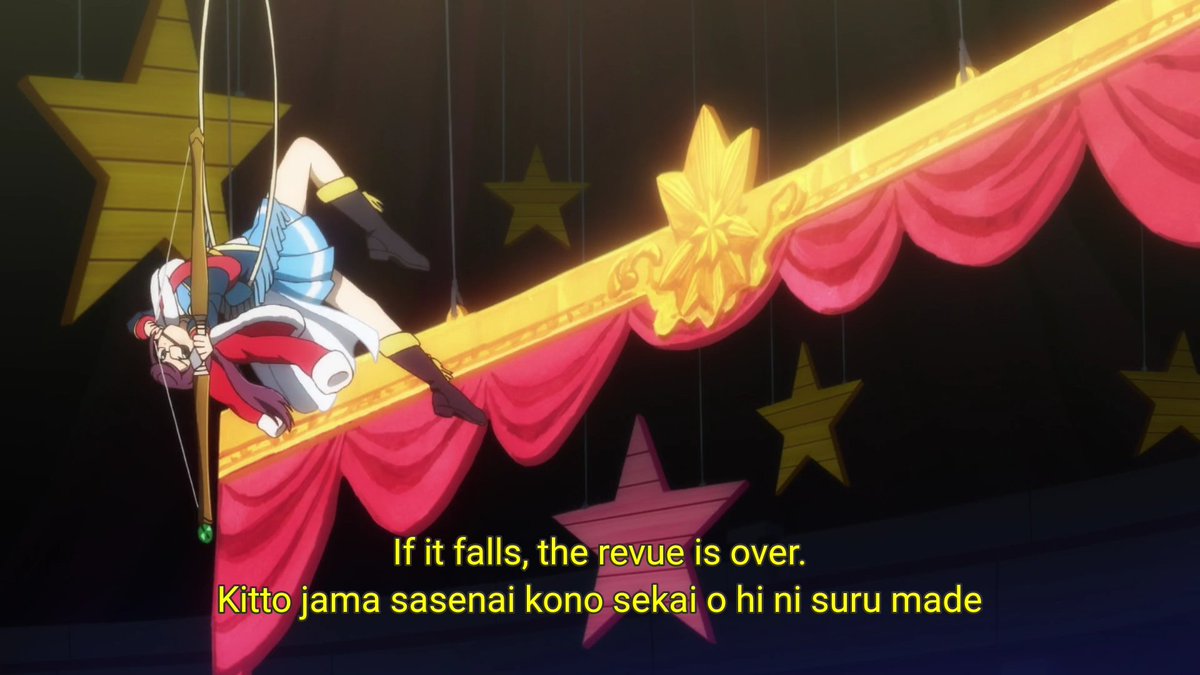 If it falls, the revue is over.
Kitto jama sasenai kono sekai o hi ni suru made